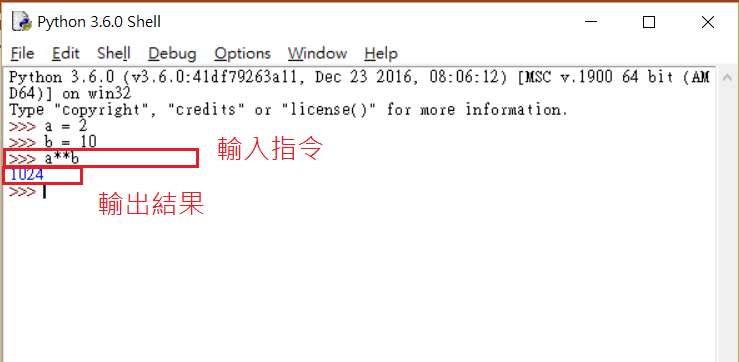 Python 3.6.0 Shell
File Edit Shell Debug Options Window Help
Python 3.6.0 (v3.6.0:41df79263a11, Dec 23 2016, 08:06:12) [MSC v.1900 64 bit (AM
D64)] on win32
Type "copyright", "credits" or "license()" for more information.
>>> a = 2
>>> b = 10
>>> a**b
輸入指令
1024
輸出結果
>>>